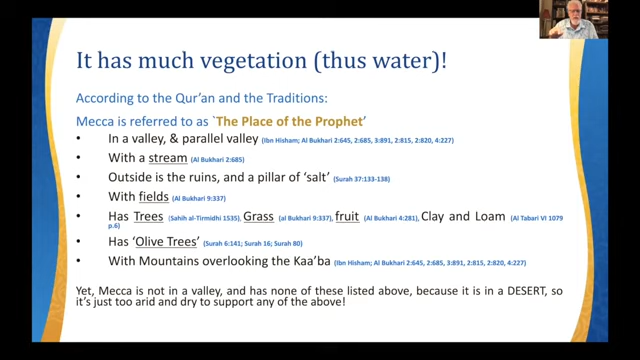 It has much vegetation (thus water)!
According to the Qur'an and the Traditions:
Mecca is referred to as `The Place of the Prophet'
• In a valley, & parallel valley (Ibn Hisham; Al Bukhari 2:645, 2:685, 3:891, 2:815, 2:820, 4:227)
• With a stream (Al Bukhari 2:685)
• Outside is the ruins, and a pillar of 'salt' (Surah 37:133-138)
• With fields (Al Bukhari 9:337)
• Has Trees (Sahih al-Tirmidhi 1535), Grass (al Bukhari 9:337), fruit (Al Bukhari 4:281), Clay and Loam (Al Tabari VI 1079
p.6)
• Has 'Olive Trees' (Surah 6:141; Surah 16; Surah 80)
• With Mountains overlooking the Kaa'ba (Ibn Hisham; Al Bukhari 2:645, 2:685, 3:891, 2:815, 2:820, 4:227)
Yet, Mecca is not in a valley, and has none of these listed above, because it is in a DESERT, so
it's just too arid and dry to support any of the above!